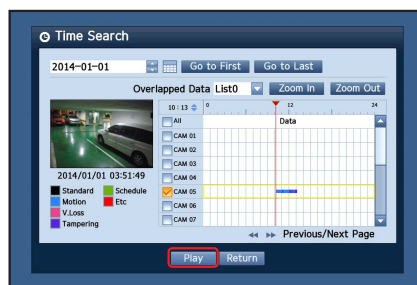 Time Search
2014-01-01 Go to First Go to Last
Overlapped Data List0 Zoom In Zoom Out
10 : 13 0 12 24
All Data
CAM 01
CAM 02
CAM 03
CAM 04
CAM 05
CAM 06
CAM 07
2014/01/01 03:51:49
Standard Schedule
Motion Etc
V.Loss
Tampering
Previous/Next Page
Play Return